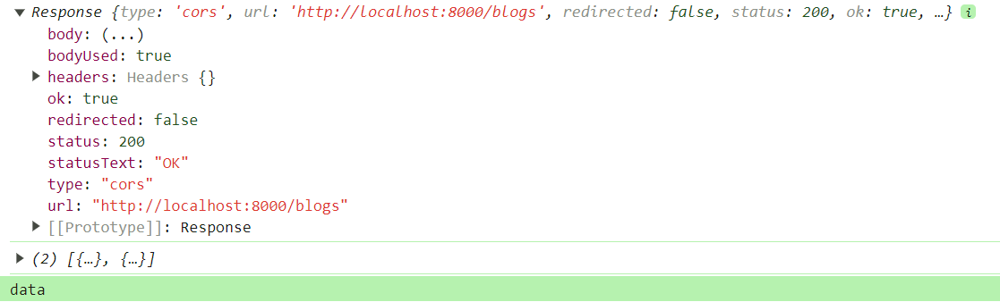 Response {type: 'cors', url: 'http://localhost:8000/blogs', redirected: false, status: 200, ok: true, …} i
body: (...)
bodyUsed: true
headers: Headers {}
ok: true
redirected: false
status: 200
statusText: "OK"
type: "cors"
url: "http://localhost:8000/blogs"
[[Prototype]]: Response
(2) [{…}, {…}]
data